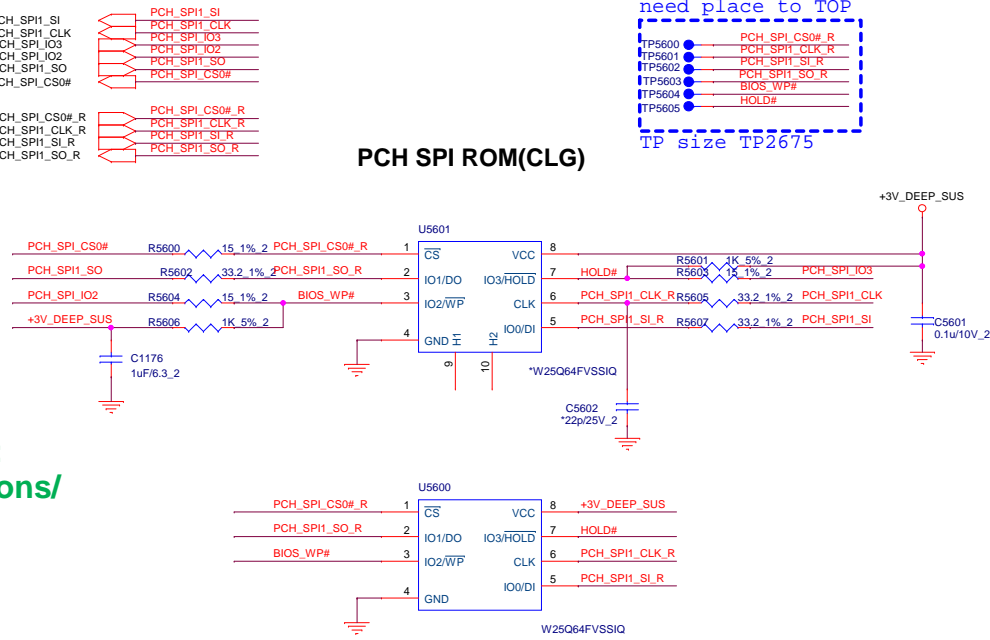 PCH_SPI1_SI PCH_SPI1_SI
PCH_SPI1_CLK PCH_SPI1_CLK
PCH_SPI_IO3 PCH_SPI_IO3
PCH_SPI_IO2 PCH_SPI_IO2
PCH_SPI1_SO PCH_SPI1_SO
PCH_SPI_CS0# PCH_SPI_CS0#
PCH_SPI_CS0#_R PCH_SPI_CS0#_R
PCH_SPI1_CLK_R PCH_SPI1_CLK_R
PCH_SPI1_SI_R PCH_SPI1_SI_R
PCH_SPI1_SO_R PCH_SPI1_SO_R
need place to TOP
TP5600 PCH_SPI_CS0#_R
TP5601 PCH_SPI1_CLK_R
TP5602 PCH_SPI1_SI_R
TP5603 PCH_SPI1_SO_R
TP5604 BIOS_WP#
TP5605 HOLD#
TP size TP2675
PCH SPI ROM(CLG)
+3V_DEEP_SUS
U5601
PCH_SPI_CS0# R5600 15_1%_2 PCH_SPI_CS0#_R 1 CS VCC 8
R5601 1K_5%_2
PCH_SPI1_SO R5602 33.2_1%_2 PCH_SPI1_SO_R 2 IO1/DO IO3/HOLD 7 HOLD# R5603 15_1%_2 PCH_SPI_IO3
PCH_SPI_IO2 R5604 15_1%_2 BIOS_WP# 3 IO2/WP CLK 6 PCH_SPI1_CLK_R R5605 33.2_1%_2 PCH_SPI1_CLK
+3V_DEEP_SUS R5606 1K_5%_2 IO0/DI 5 PCH_SPI1_SI_R R5607 33.2_1%_2 PCH_SPI1_SI
4 GND H1 H2
9 10
C5601
0.1u/10V_2
C1176
1uF/6.3_2
*W25Q64FVSSIQ
C5602
*22p/25V_2
ons/
U5600
PCH_SPI_CS0#_R 1 CS VCC 8 +3V_DEEP_SUS
PCH_SPI1_SO_R 2 IO1/DO IO3/HOLD 7 HOLD#
BIOS_WP# 3 IO2/WP CLK 6 PCH_SPI1_CLK_R
IO0/DI 5 PCH_SPI1_SI_R
4 GND
W25Q64FVSSIQ